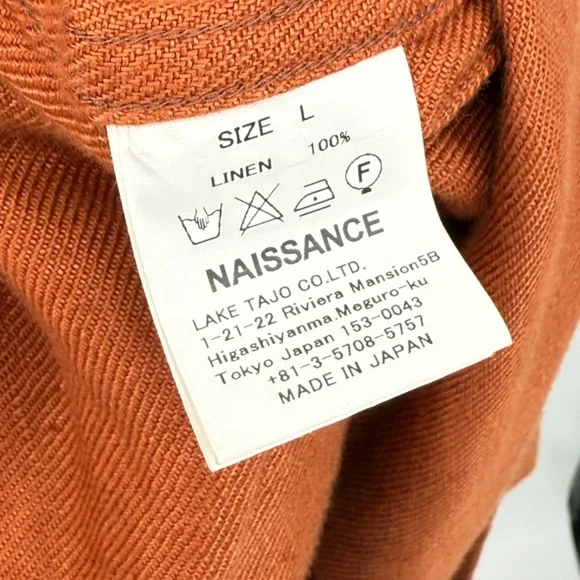 SIZE L
LINEN 100%
F
NAISSANCE
LAKE TAJO CO.LTD.
1-21-22 Riviera Mansion5B
Higashiyanma.Meguro-ku
Tokyo Japan 153-0043
+81-3-5708-5757
MADE IN JAPAN